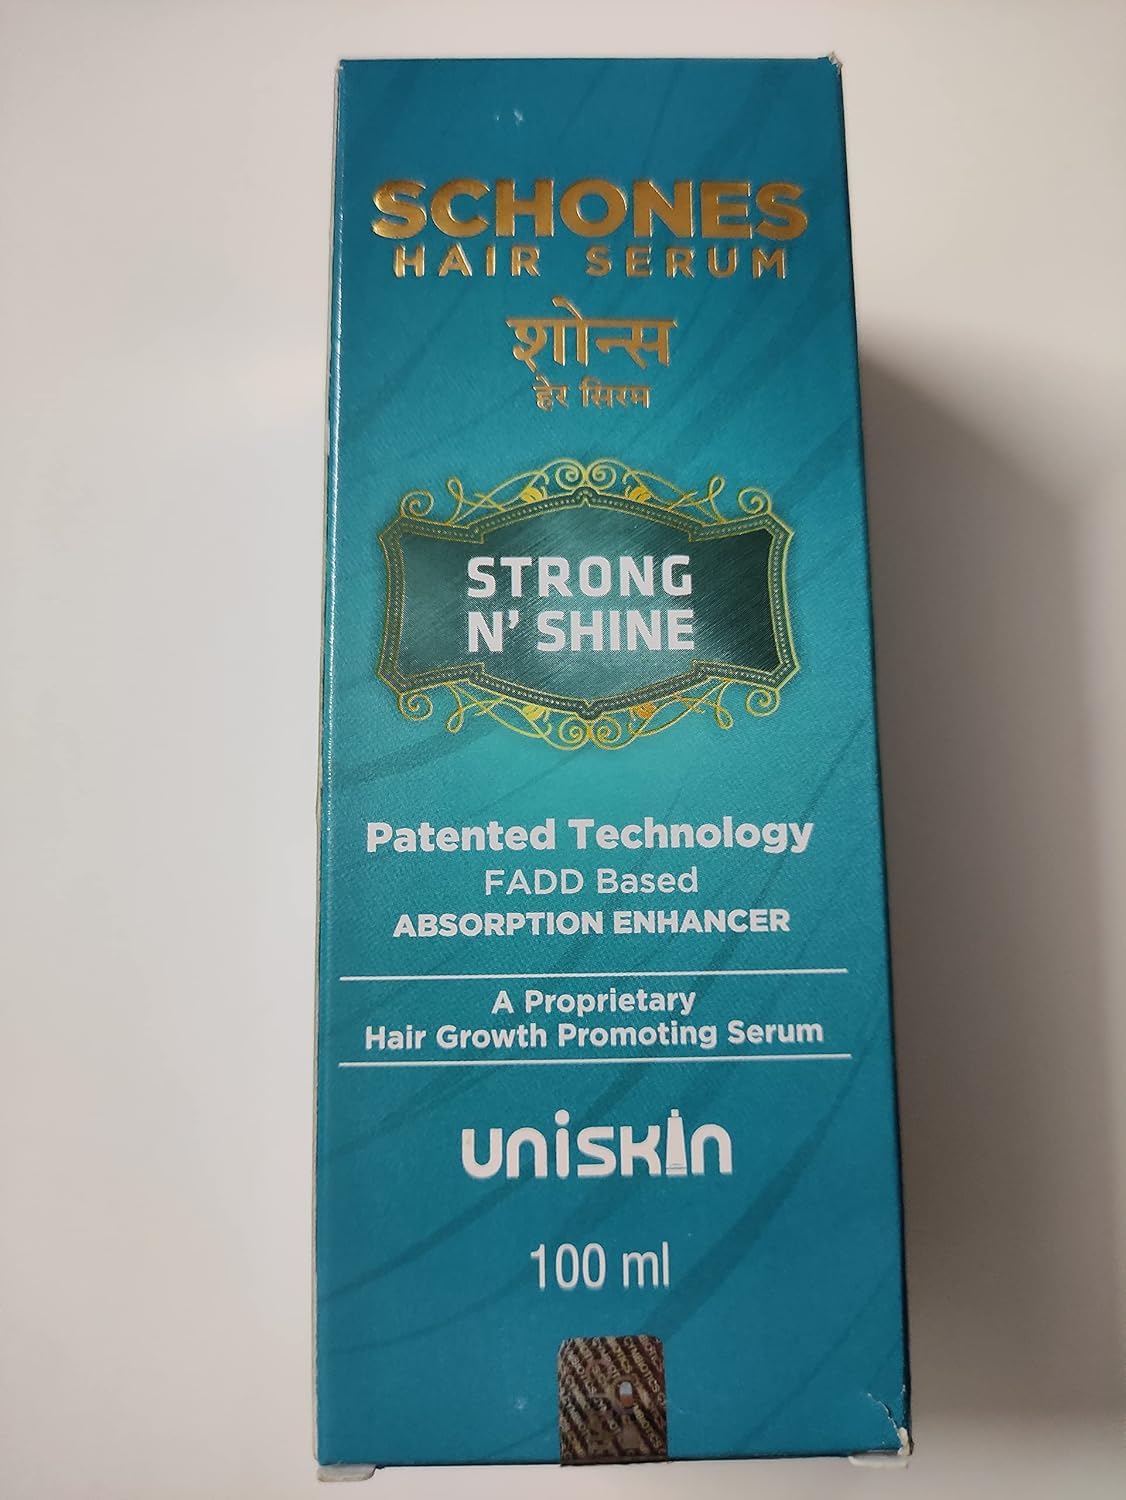 SCHONES
HAIR SERUM
शोन्स
हेर सिरम
STRONG
N' SHINE
Patented Technology
FADD Based
ABSORPTION ENHANCER
A Proprietary
Hair Growth Promoting Serum
uniskin
100 ml